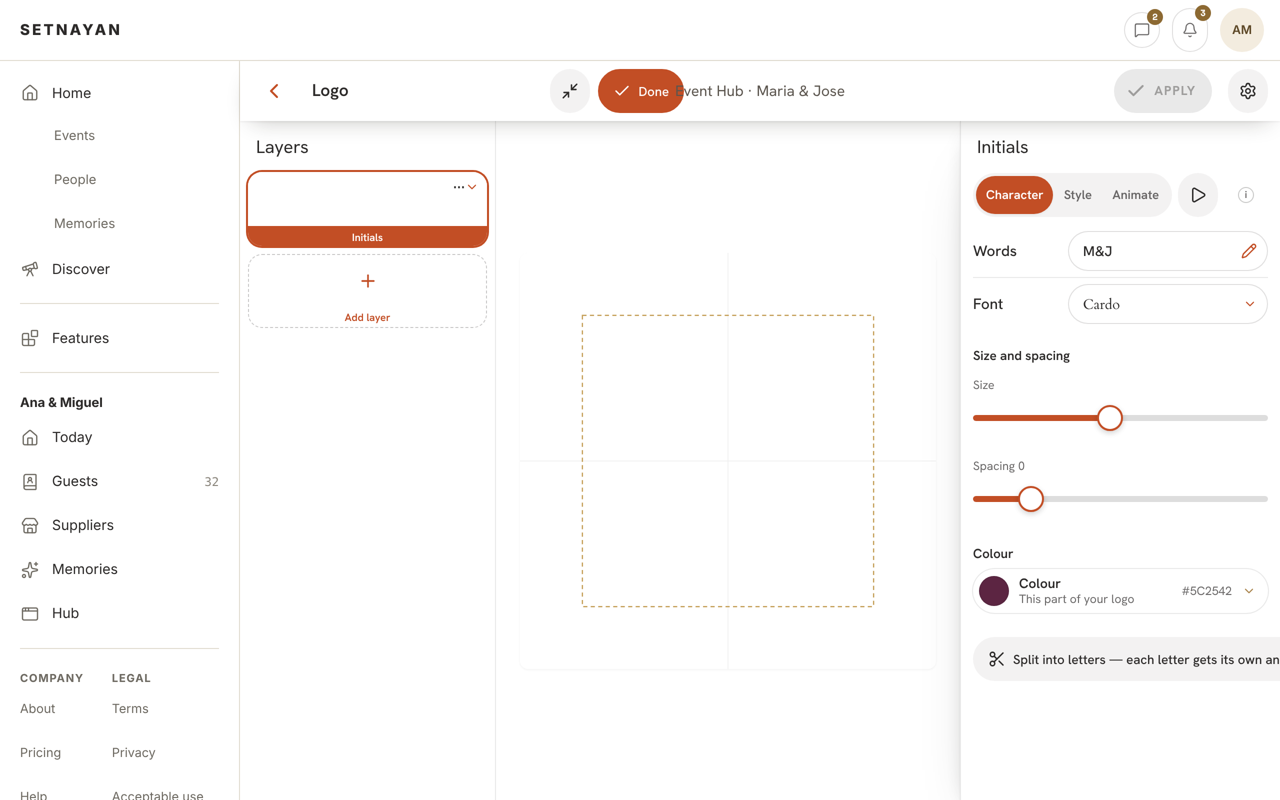 SETNAYAN
2
3
AM
Home
Events
People
Memories
Discover
Features
Ana & Miguel
Today
Guests 32
Suppliers
Memories
Hub
COMPANY LEGAL
About Terms
Pricing Privacy
Help Acceptable use
Logo
Done
Event Hub · Maria & Jose
APPLY
Layers
Initials
Add layer
Initials
Character Style Animate
Words M&J
Font Cardo
Size and spacing
Size
Spacing 0
Colour
Colour
This part of your logo
#5C2542
Split into letters — each letter gets its own an